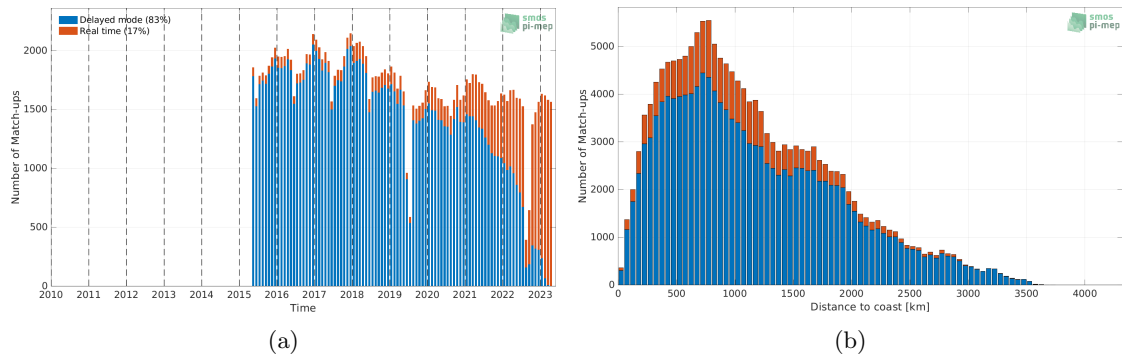 Delayed mode (83%)
Real time (17%)
smos
pi-mep
2000
1500
1000
500
0
Number of Match-ups
2010 2011 2012 2013 2014 2015 2016 2017 2018 2019 2020 2021 2022 2023
Time
(a)
smos
pi-mep
5000
4000
3000
2000
1000
0
Number of Match-ups
0 500 1000 1500 2000 2500 3000 3500 4000
Distance to coast [km]
(b)